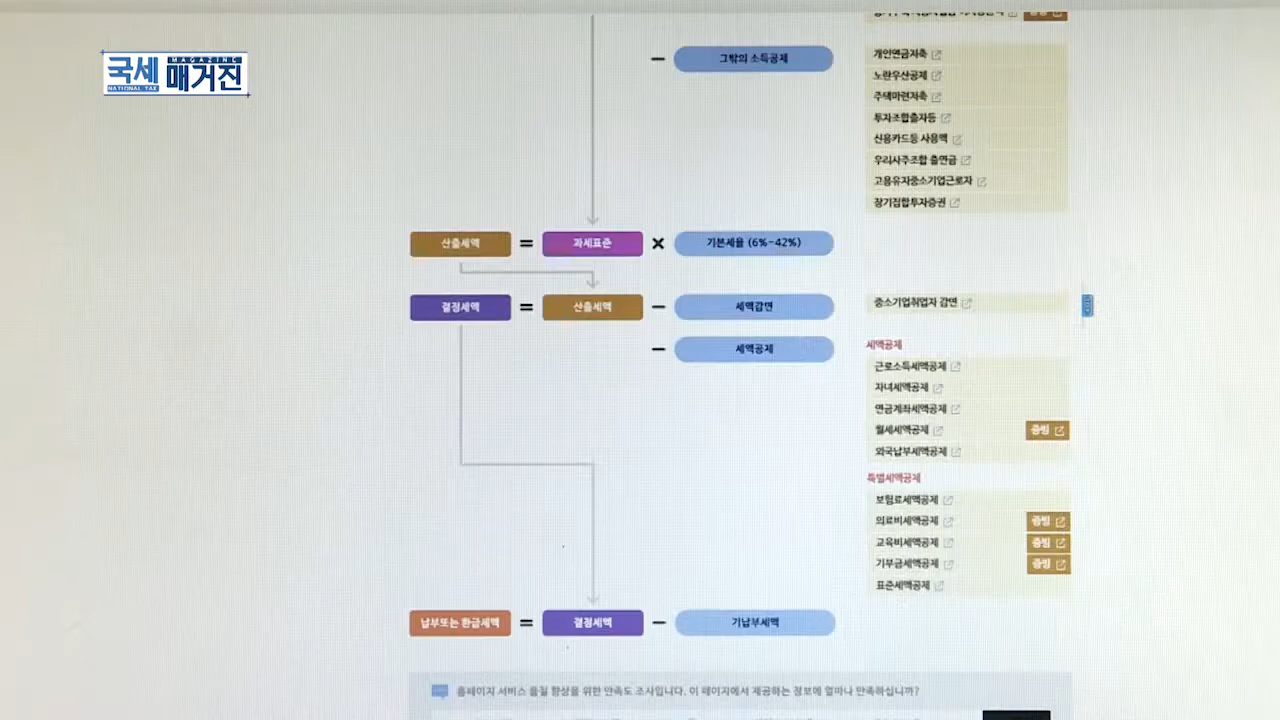 국세
NATIONAL TAX
MAGAZINE
매거진
그밖의 소득공제
개인연금저축
노란우산공제
주택마련저축
투자조합출자등
신용카드등 사용액
우리사주조합 출연금
고용유지중소기업근로자
장기집합투자증권
산출세액 = 과세표준 × 기본세율 (6%~42%)
결정세액 = 산출세액 − 세액감면
중소기업취업자 감면
− 세액공제
세액공제
근로소득세액공제
자녀세액공제
연금계좌세액공제
월세세액공제 증빙
외국납부세액공제
특별세액공제
보험료세액공제
의료비세액공제 증빙
교육비세액공제 증빙
기부금세액공제 증빙
표준세액공제
납부또는 환급세액 = 결정세액 − 기납부세액
홈페이지 서비스 품질 향상을 위한 만족도 조사입니다. 이 페이지에서 제공하는 정보에 얼마나 만족하십니까?